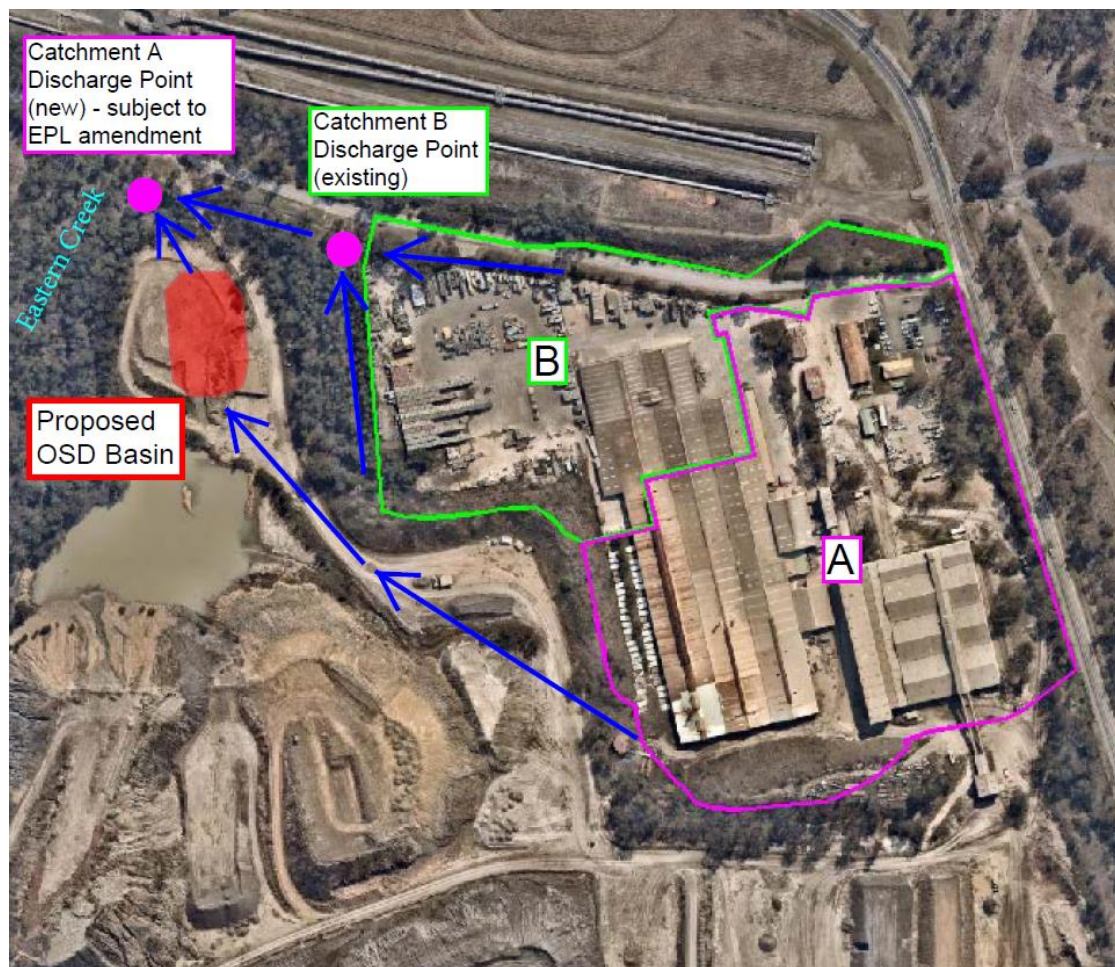 Catchment A
Discharge Point
(new) - subject to
EPL amendment
Catchment B
Discharge Point
(existing)
Eastern Creek
B
Proposed
OSD Basin
A